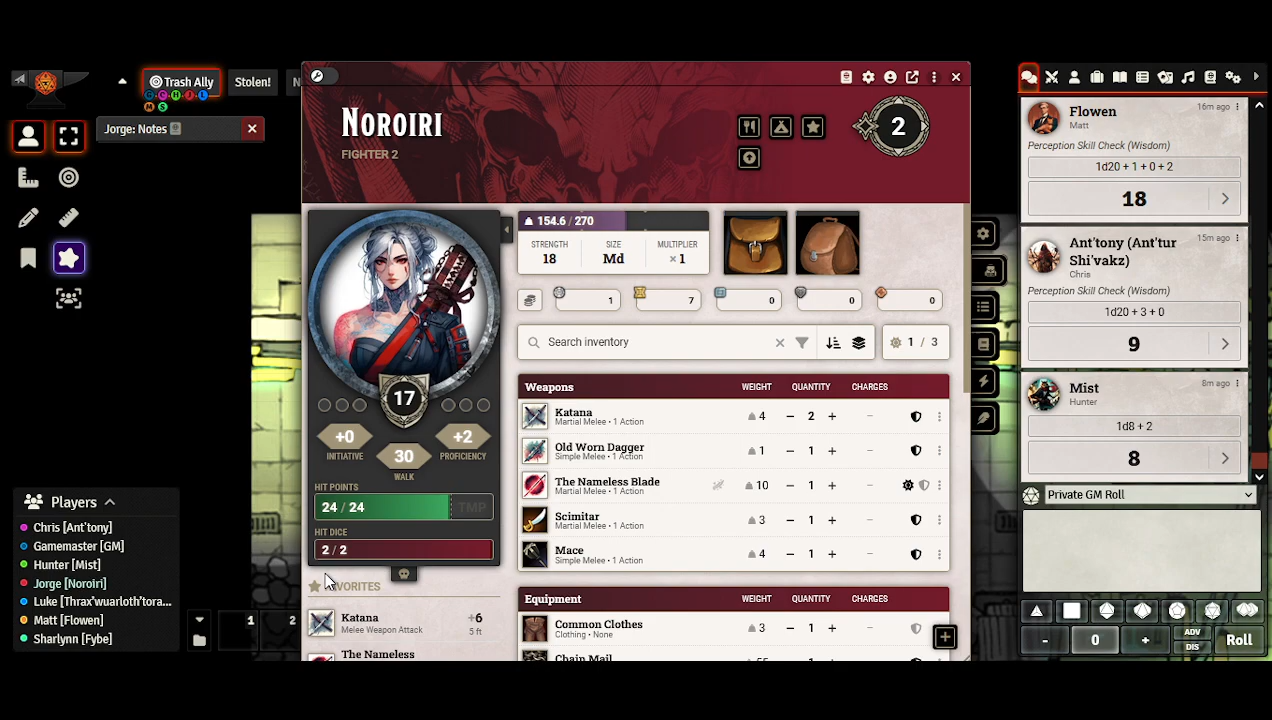 Trash Ally
Stolen!
N
G C H J L
M S
Jorge: Notes
Players
Chris [Ant'tony]
Gamemaster [GM]
Hunter [Mist]
Jorge [Noroiri]
Luke [Thrax'wuarloth'tora...
Matt [Flowen]
Sharlynn [Fybe]
1
2
Noroiri
FIGHTER 2
2
17
+0
INITIATIVE
30
WALK
+2
PROFICIENCY
HIT POINTS
24 / 24
TMP
HIT DICE
2 / 2
FAVORITES
Katana
Melee Weapon Attack
+6
5 ft
The Nameless
154.6 / 270
STRENGTH
18
SIZE
Md
MULTIPLIER
× 1
1
7
0
0
0
Search inventory
1 / 3
Weapons WEIGHT QUANTITY CHARGES
Katana
Martial Melee • 1 Action
4 − 2 + −
Old Worn Dagger
Simple Melee • 1 Action
1 − 1 + −
The Nameless Blade
Martial Melee • 1 Action
10 − 1 + −
Scimitar
Martial Melee • 1 Action
3 − 1 + −
Mace
Simple Melee • 1 Action
4 − 1 + −
Equipment WEIGHT QUANTITY CHARGES
Common Clothes
Clothing • None
3 − 1 + −
Chain Mail
55 − 1 + −
Flowen
Matt
16m ago
Perception Skill Check (Wisdom)
1d20 + 1 + 0 + 2
18
Ant'tony (Ant'tur
Shi'vakz)
Chris
15m ago
Perception Skill Check (Wisdom)
1d20 + 3 + 0
9
Mist
Hunter
8m ago
1d8 + 2
8
Private GM Roll
- 0 +
ADV
DIS
Roll